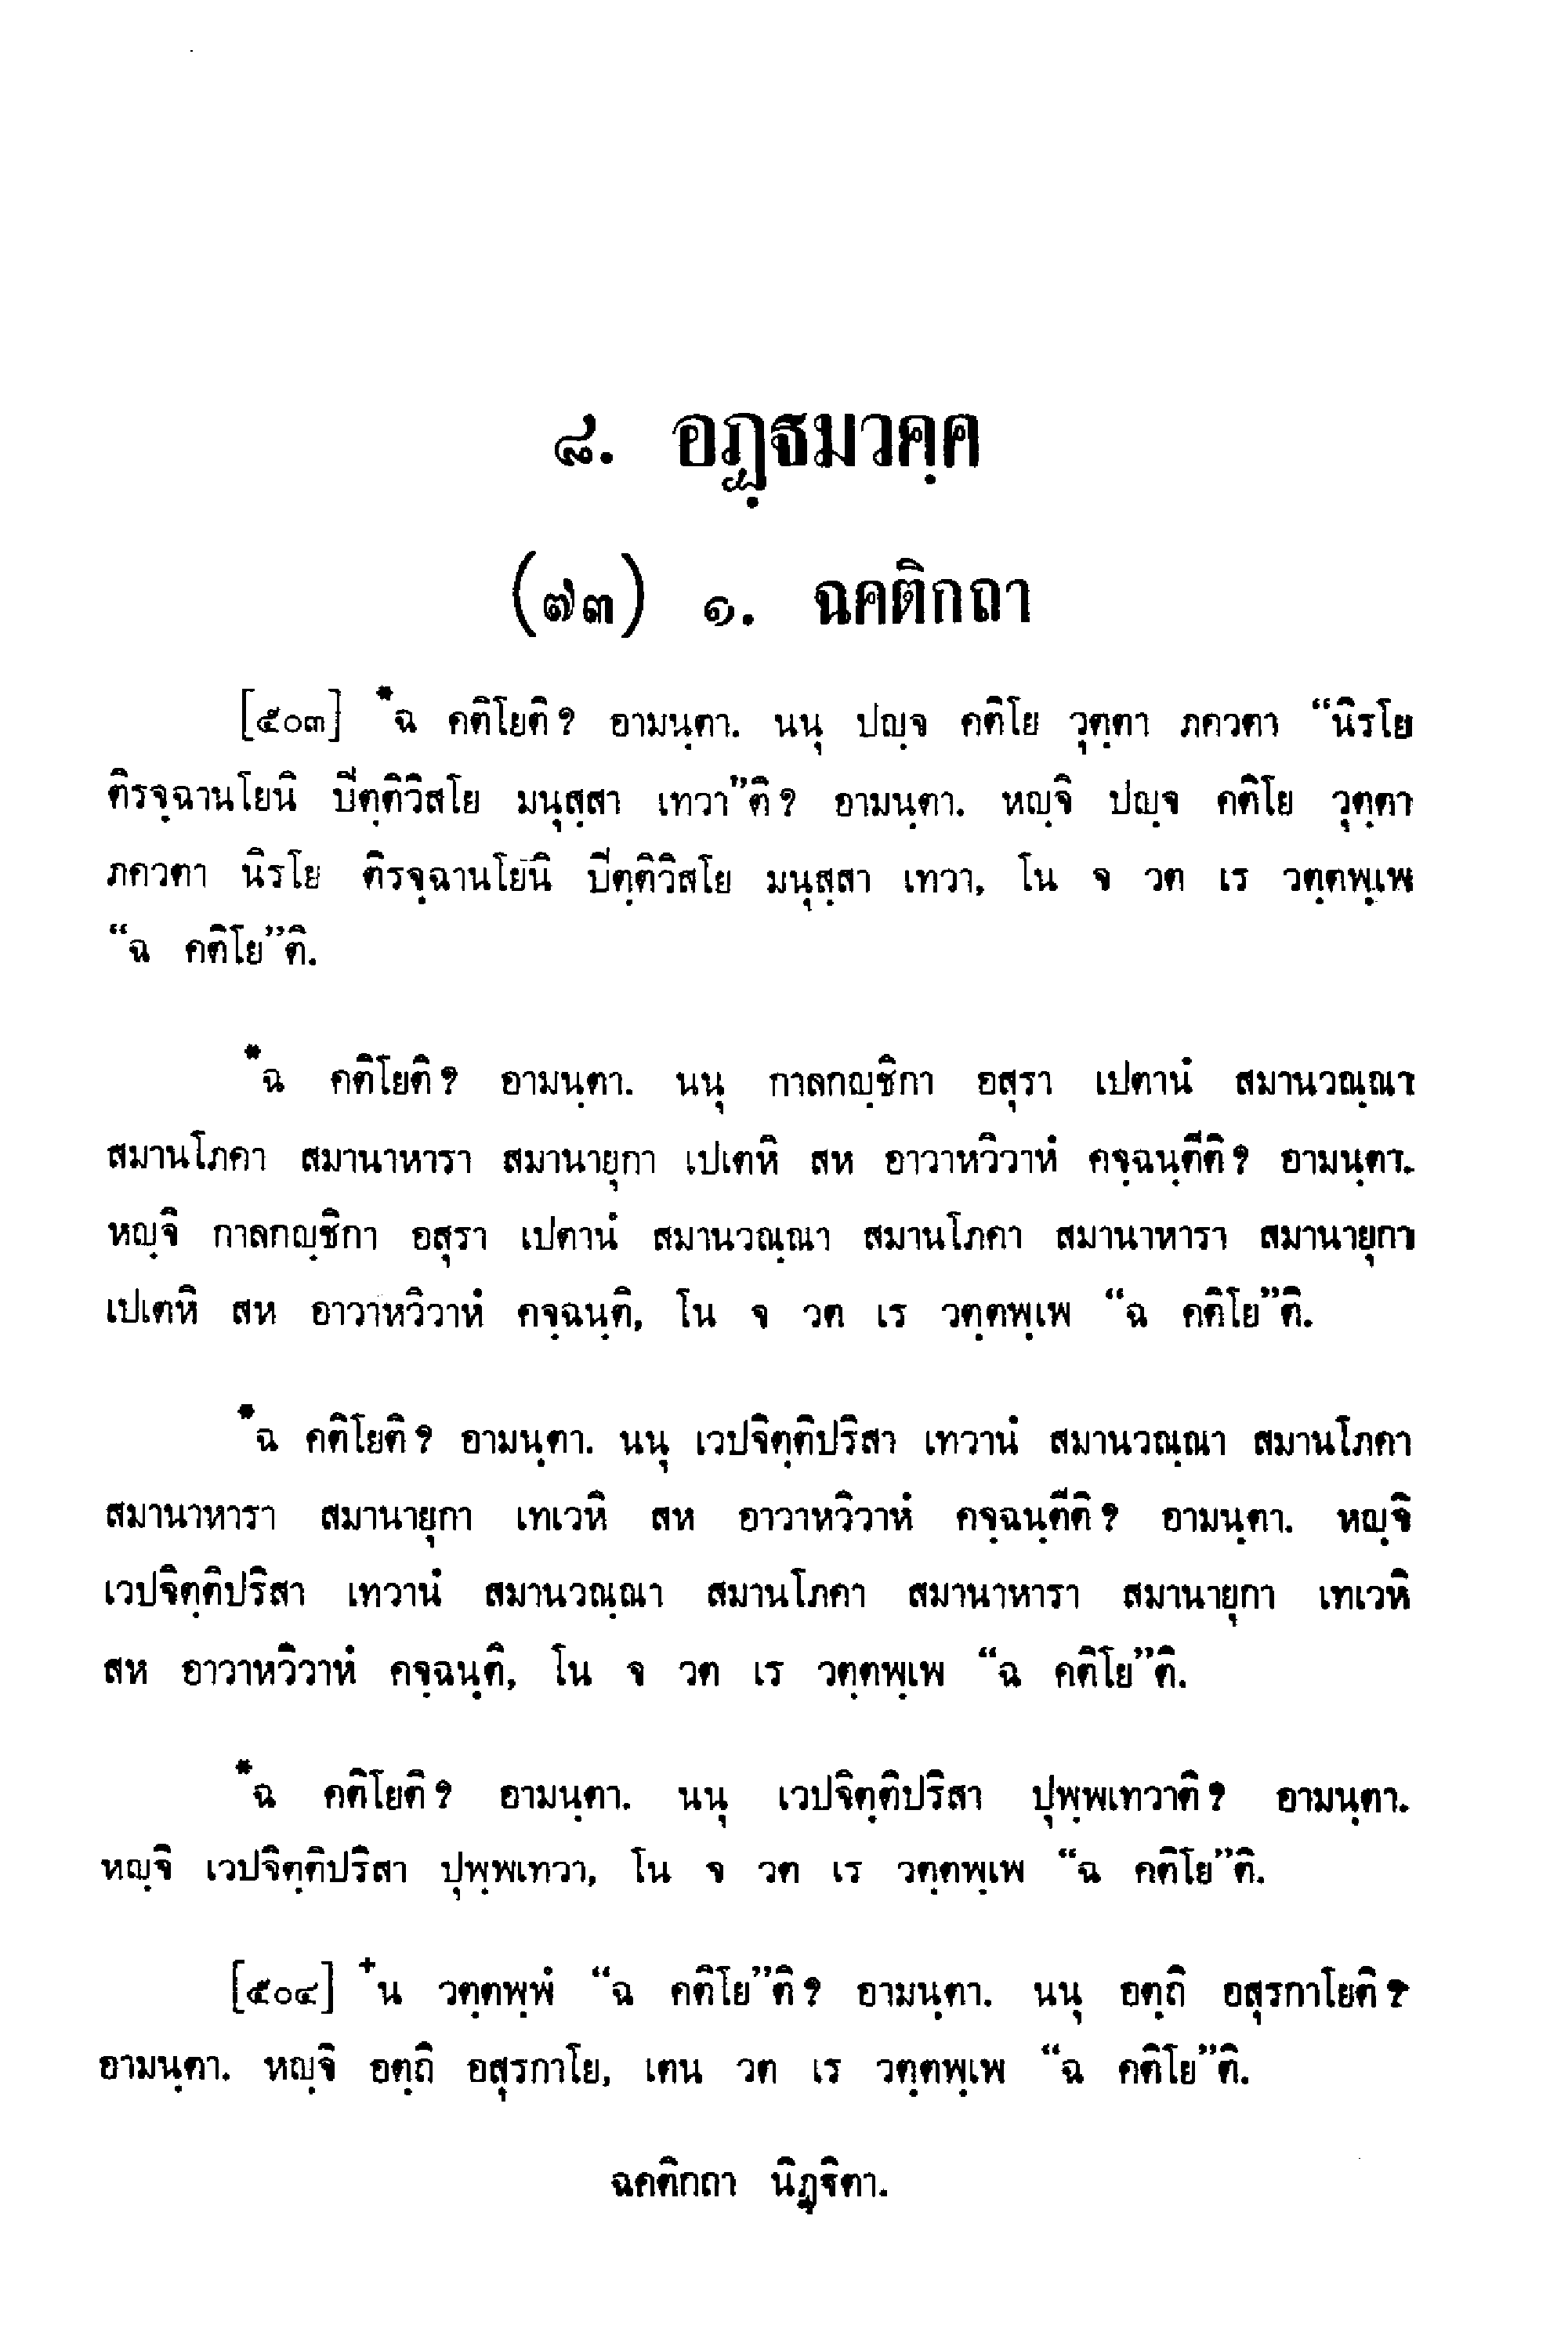 ๘. อฏฺฐมวคฺค
(๗๓) ๑. ฉคติกถา
[๕๐๓] *ฉ คติโยติ? อามนฺตา. นนุ ปญฺจ คติโย วุตฺตา ภควตา “นิรโย
ติรจฺฉานโยนิ ปีตฺติวิสโย มนุสฺสา เทวา”ติ? อามนฺตา. หญฺจิ ปญฺจ คติโย วุตฺตา
ภควตา นิรโย ติรจฺฉานโยนิ ปีตฺติวิสโย มนุสฺสา เทวา, โน จ วต เร วตฺตพฺเพ
“ฉ คติโย”ติ.
*ฉ คติโยติ? อามนฺตา. นนุ กาลกญฺชิกา อสุรา เปตานํ สมานวณฺณา
สมานโภคา สมานาหารา สมานายุกา เปเตหิ สห อาวาหวิวาหํ คจฺฉนฺตีติ? อามนฺตา.
หญฺจิ กาลกญฺชิกา อสุรา เปตานํ สมานวณฺณา สมานโภคา สมานาหารา สมานายุกา
เปเตหิ สห อาวาหวิวาหํ คจฺฉนฺติ, โน จ วต เร วตฺตพฺเพ “ฉ คติโย”ติ.
*ฉ คติโยติ? อามนฺตา. นนุ เวปจิตฺติปริสา เทวานํ สมานวณฺณา สมานโภคา
สมานาหารา สมานายุกา เทเวหิ สห อาวาหวิวาหํ คจฺฉนฺตีติ? อามนฺตา. หญฺจิ
เวปจิตฺติปริสา เทวานํ สมานวณฺณา สมานโภคา สมานาหารา สมานายุกา เทเวหิ
สห อาวาหวิวาหํ คจฺฉนฺติ, โน จ วต เร วตฺตพฺเพ “ฉ คติโย”ติ.
*ฉ คติโยติ? อามนฺตา. นนุ เวปจิตฺติปริสา ปุพฺพเทวาติ? อามนฺตา.
หญฺจิ เวปจิตฺติปริสา ปุพฺพเทวา, โน จ วต เร วตฺตพฺเพ “ฉ คติโย”ติ.
[๕๐๔] +น วตฺตพฺพํ “ฉ คติโย”ติ? อามนฺตา. นนุ อตฺถิ อสุรกาโยติ?
อามนฺตา. หญฺจิ อตฺถิ อสุรกาโย, เตน วต เร วตฺตพฺเพ “ฉ คติโย”ติ.
ฉคติกถา นิฏฺฐิตา.